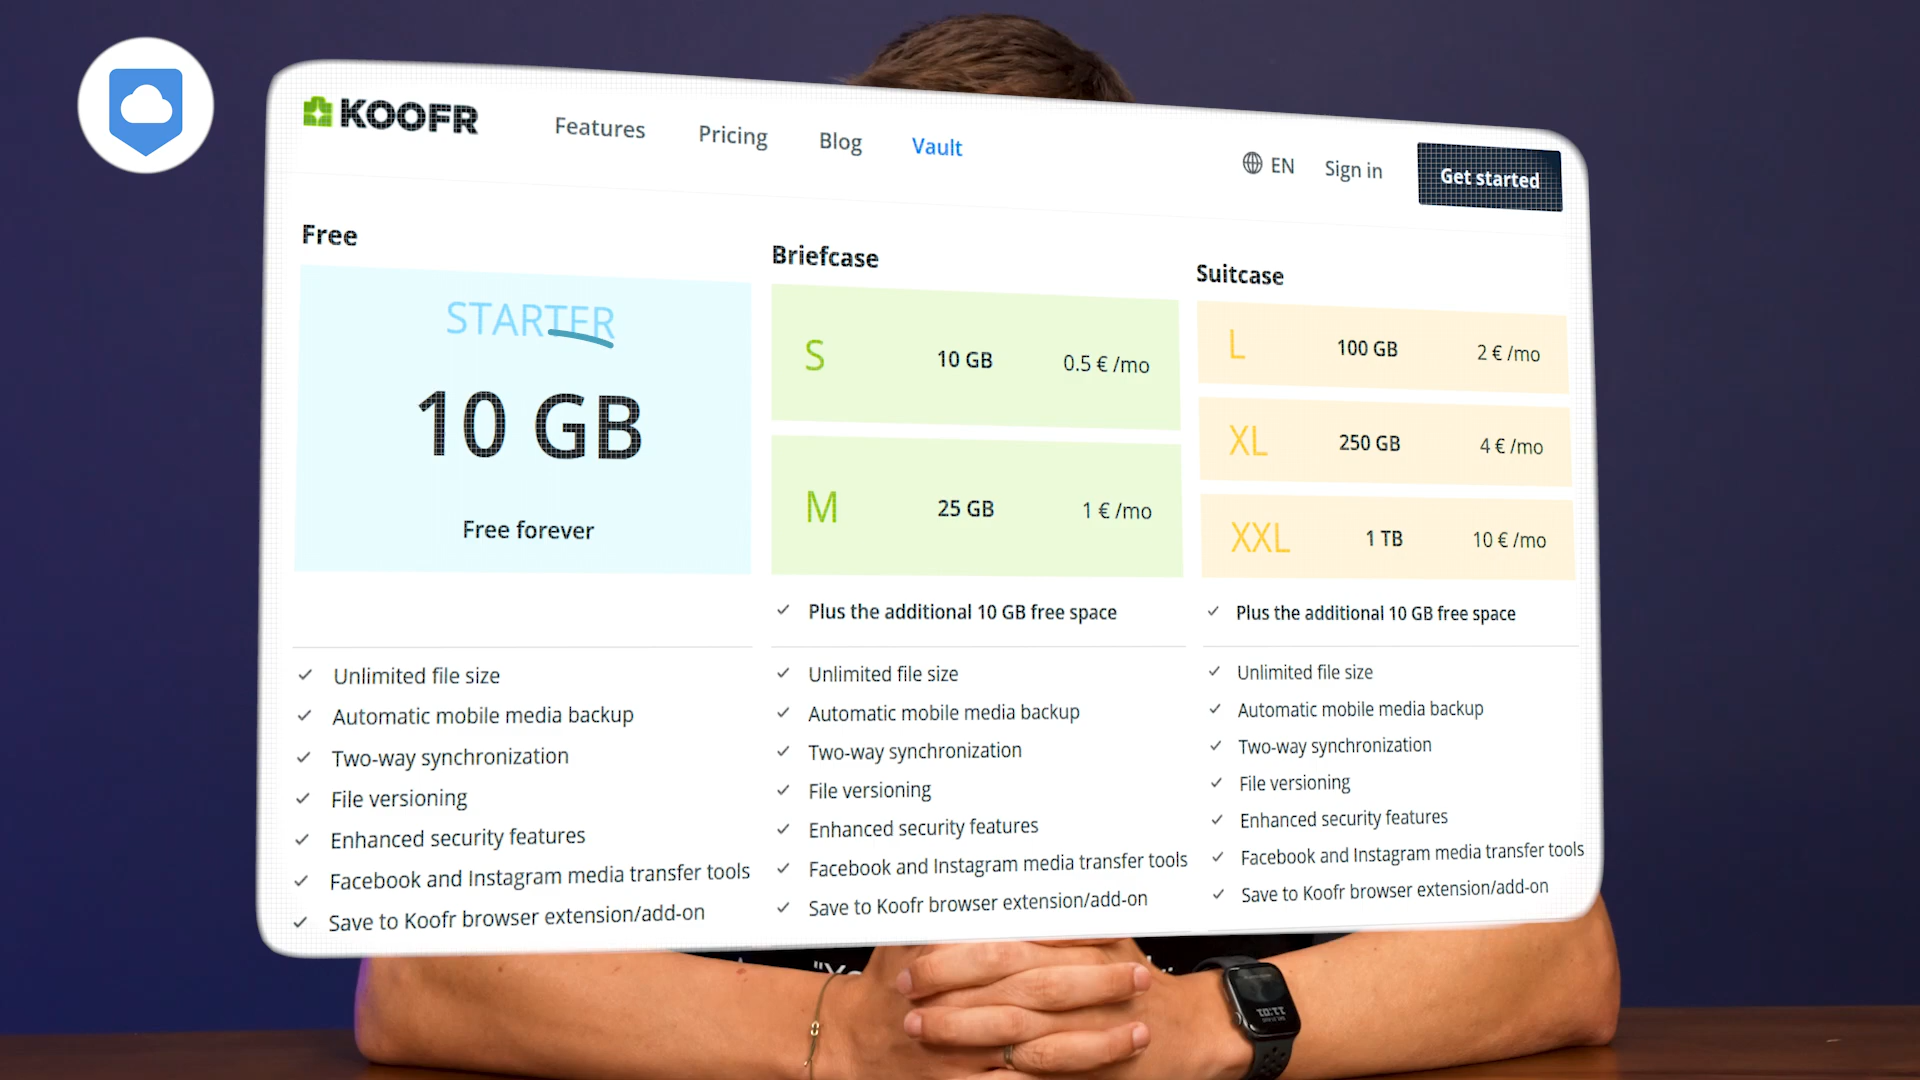 KOOFR
Features
Pricing
Blog
Vault
EN
Sign in
Get started
Free
STARTER
10 GB
Free forever
Unlimited file size
Automatic mobile media backup
Two-way synchronization
File versioning
Enhanced security features
Facebook and Instagram media transfer tools
Save to Koofr browser extension/add-on
Briefcase
S 10 GB 0.5 € /mo
M 25 GB 1 € /mo
Plus the additional 10 GB free space
Unlimited file size
Automatic mobile media backup
Two-way synchronization
File versioning
Enhanced security features
Facebook and Instagram media transfer tools
Save to Koofr browser extension/add-on
Suitcase
L 100 GB 2 € /mo
XL 250 GB 4 € /mo
XXL 1 TB 10 € /mo
Plus the additional 10 GB free space
Unlimited file size
Automatic mobile media backup
Two-way synchronization
File versioning
Enhanced security features
Facebook and Instagram media transfer tools
Save to Koofr browser extension/add-on